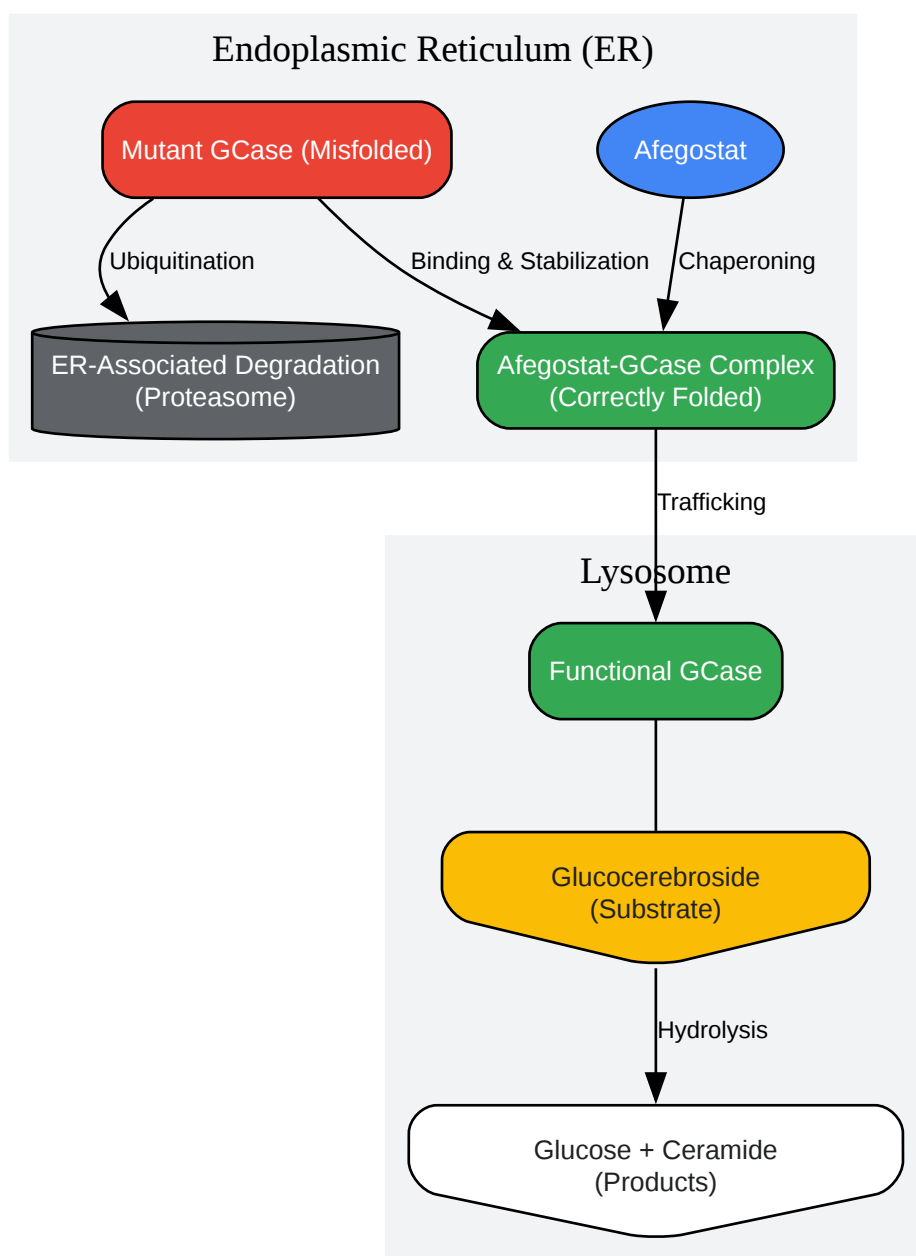 Endoplasmic Reticulum (ER)
Mutant GCase (Misfolded)
Afegostat
Ubiquitination
Binding & Stabilization
Chaperoning
ER-Associated Degradation
(Proteasome)
Afegostat-GCase Complex
(Correctly Folded)
Trafficking
Lysosome
Functional GCase
Glucocerebroside
(Substrate)
Hydrolysis
Glucose + Ceramide
(Products)